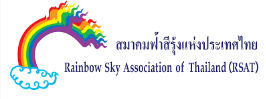 สมาคมฟ้าสีรุ้งแห่งประเทศไทย
Rainbow Sky Association of Thailand (RSAT)